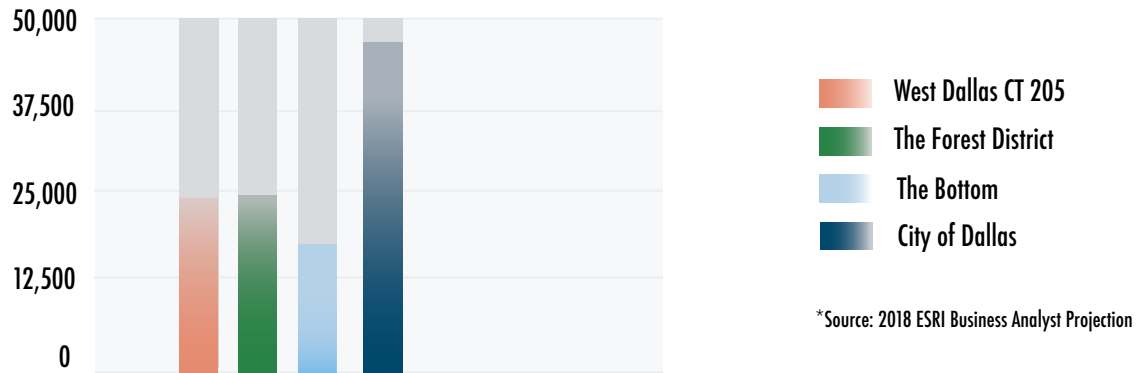 50,000
37,500
25,000
12,500
0
West Dallas CT 205
The Forest District
The Bottom
City of Dallas
*Source: 2018 ESRI Business Analyst Projection